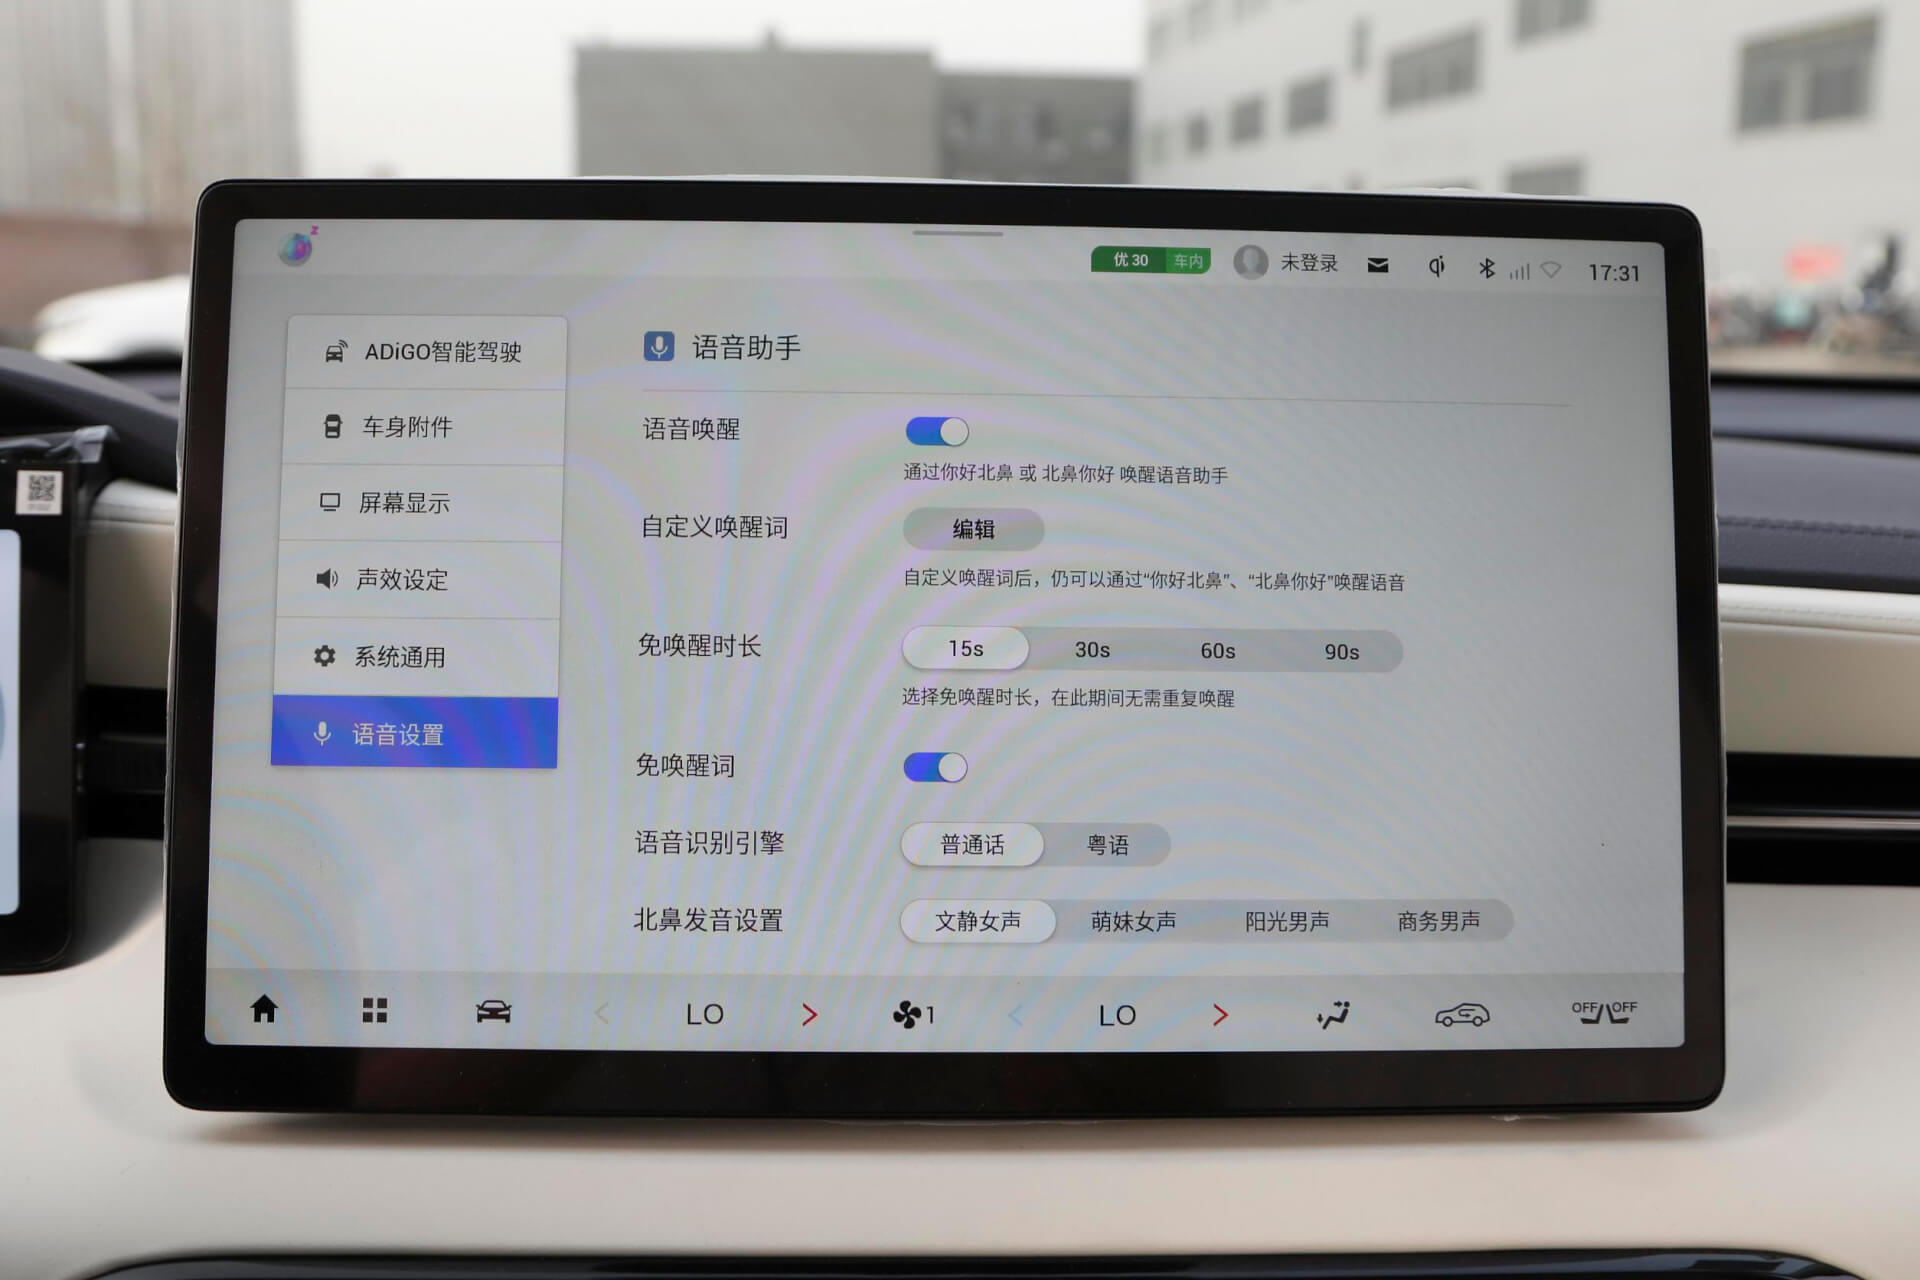 优 30 车内 未登录 17:31
ADiGO智能驾驶
车身附件
屏幕显示
声效设定
系统通用
语音设置
语音助手
语音唤醒
通过你好北鼻 或 北鼻你好 唤醒语音助手
自定义唤醒词 编辑
自定义唤醒词后，仍可以通过“你好北鼻”、“北鼻你好”唤醒语音
免唤醒时长 15s 30s 60s 90s
选择免唤醒时长，在此期间无需重复唤醒
免唤醒词
语音识别引擎 普通话 粤语
北鼻发音设置 文静女声 萌妹女声 阳光男声 商务男声
LO 1 LO OFF OFF